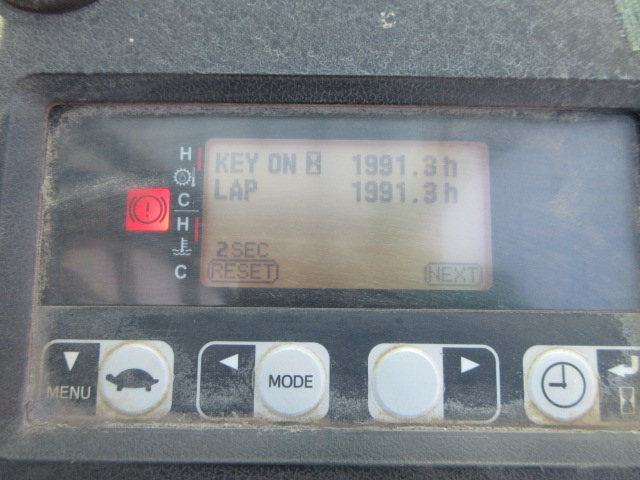 H
KEY ON 1991.3 h
LAP 1991.3 h
C
H
C
2 SEC
RESET NEXT
MENU
MODE